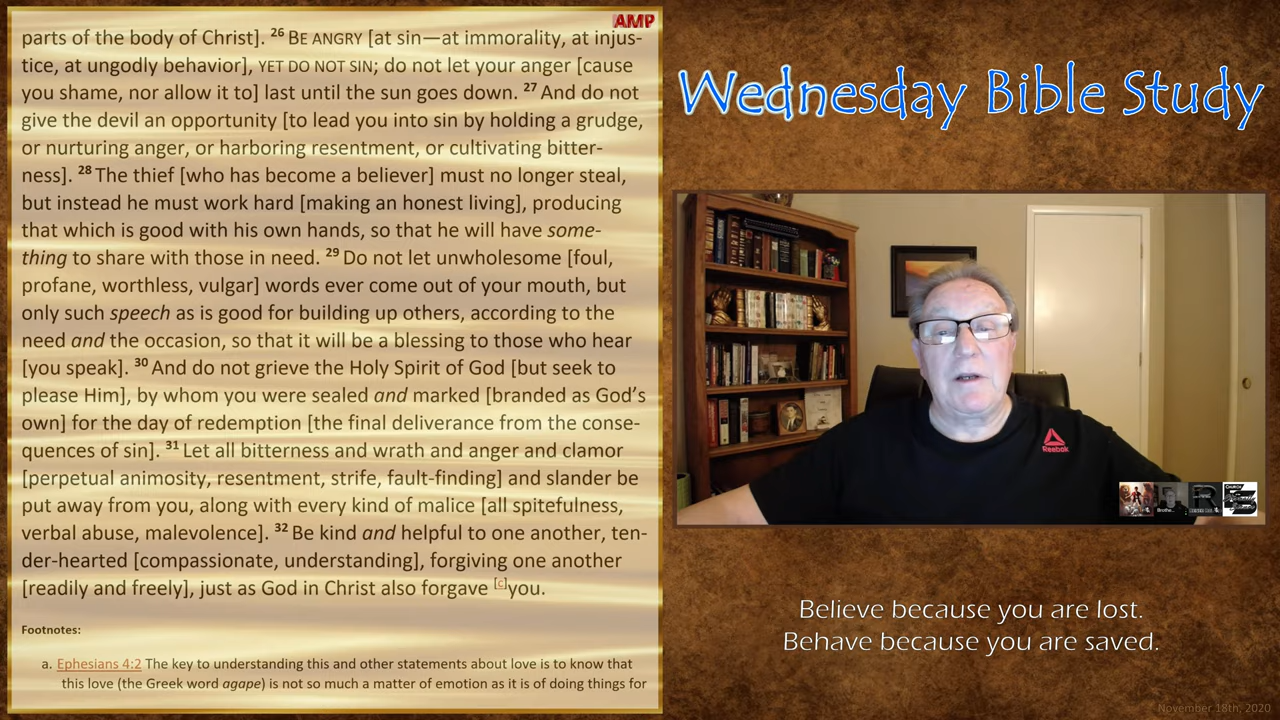 AMP
parts of the body of Christ]. 26 BE ANGRY [at sin—at immorality, at injus-
tice, at ungodly behavior], YET DO NOT SIN; do not let your anger [cause
you shame, nor allow it to] last until the sun goes down. 27 And do not
give the devil an opportunity [to lead you into sin by holding a grudge,
or nurturing anger, or harboring resentment, or cultivating bitter-
ness]. 28 The thief [who has become a believer] must no longer steal,
but instead he must work hard [making an honest living], producing
that which is good with his own hands, so that he will have some-
thing to share with those in need. 29 Do not let unwholesome [foul,
profane, worthless, vulgar] words ever come out of your mouth, but
only such speech as is good for building up others, according to the
need and the occasion, so that it will be a blessing to those who hear
[you speak]. 30 And do not grieve the Holy Spirit of God [but seek to
please Him], by whom you were sealed and marked [branded as God’s
own] for the day of redemption [the final deliverance from the conse-
quences of sin]. 31 Let all bitterness and wrath and anger and clamor
[perpetual animosity, resentment, strife, fault-finding] and slander be
put away from you, along with every kind of malice [all spitefulness,
verbal abuse, malevolence]. 32 Be kind and helpful to one another, ten-
der-hearted [compassionate, understanding], forgiving one another
[readily and freely], just as God in Christ also forgave [c]you.
Footnotes:
a. Ephesians 4:2 The key to understanding this and other statements about love is to know that
this love (the Greek word agape) is not so much a matter of emotion as it is of doing things for
Wednesday Bible Study
Reebok
Brothe...
Believe because you are lost.
Behave because you are saved.
November 18th, 2020